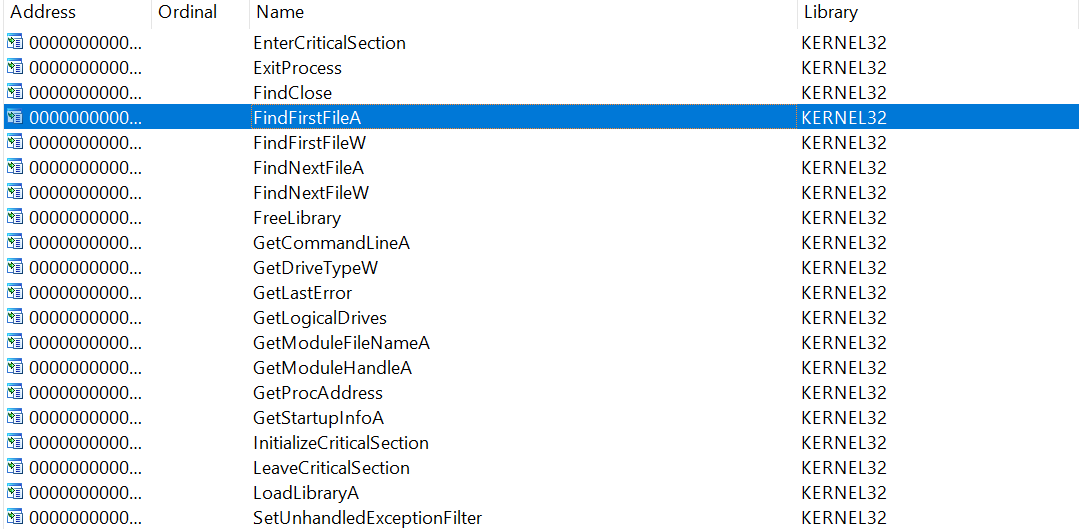 Address Ordinal Name Library
0000000000... EnterCriticalSection KERNEL32
0000000000... ExitProcess KERNEL32
0000000000... FindClose KERNEL32
0000000000... FindFirstFileA KERNEL32
0000000000... FindFirstFileW KERNEL32
0000000000... FindNextFileA KERNEL32
0000000000... FindNextFileW KERNEL32
0000000000... FreeLibrary KERNEL32
0000000000... GetCommandLineA KERNEL32
0000000000... GetDriveTypeW KERNEL32
0000000000... GetLastError KERNEL32
0000000000... GetLogicalDrives KERNEL32
0000000000... GetModuleFileNameA KERNEL32
0000000000... GetModuleHandleA KERNEL32
0000000000... GetProcAddress KERNEL32
0000000000... GetStartupInfoA KERNEL32
0000000000... InitializeCriticalSection KERNEL32
0000000000... LeaveCriticalSection KERNEL32
0000000000... LoadLibraryA KERNEL32
0000000000... SetUnhandledExceptionFilter KERNEL32